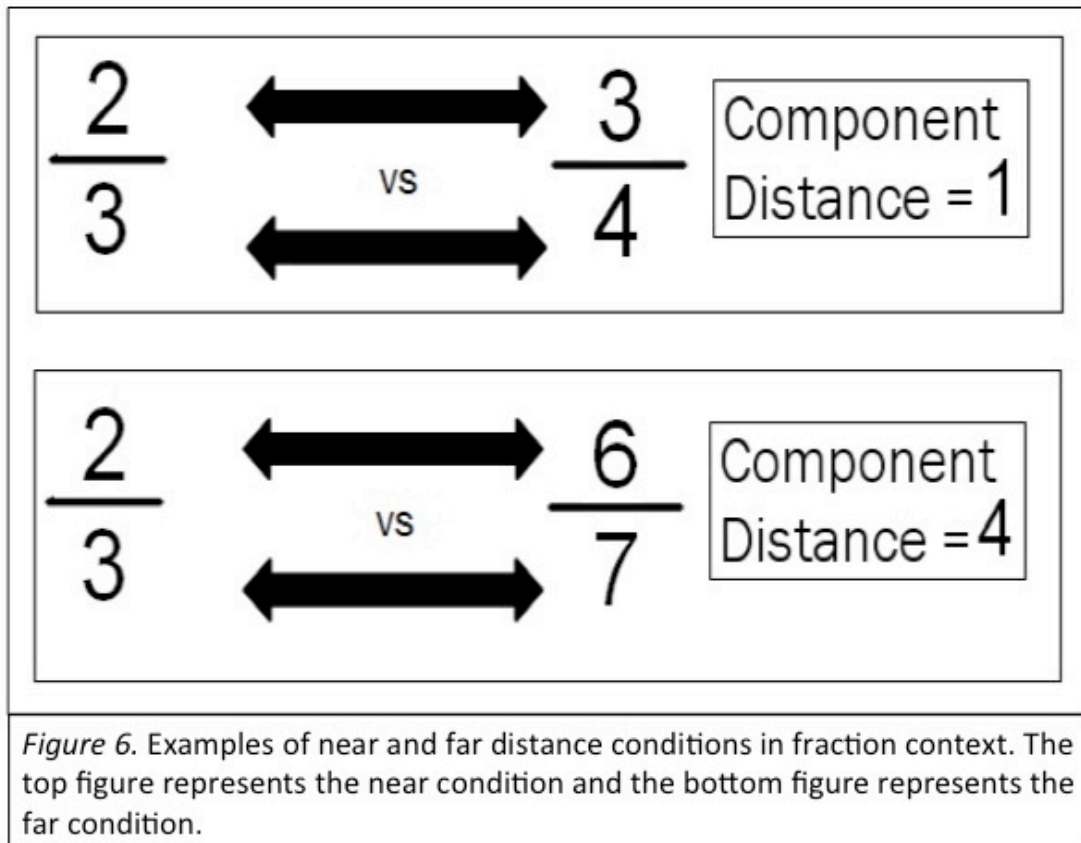 2
3
vs
3
4
Component
Distance = 1
2
3
vs
6
7
Component
Distance = 4
Figure 6. Examples of near and far distance conditions in fraction context. The
top figure represents the near condition and the bottom figure represents the
far condition.